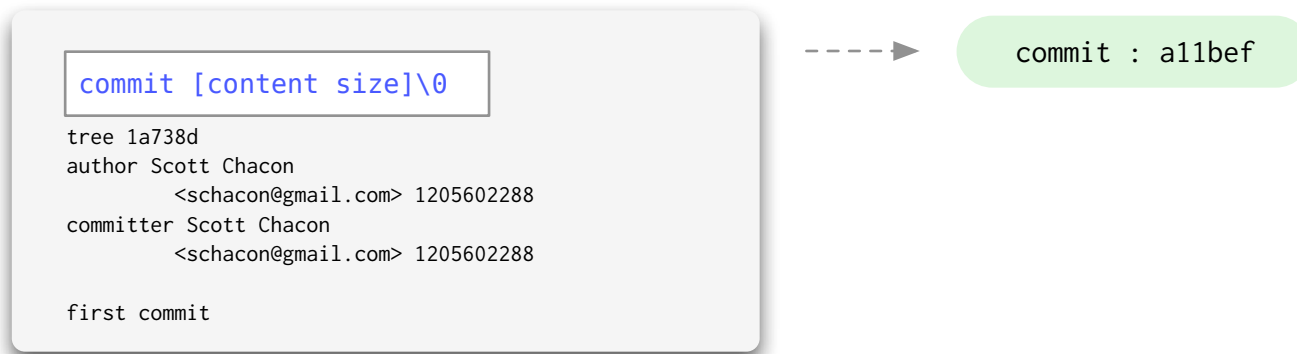 commit [content size]\0
tree 1a738d
author Scott Chacon
<schacon@gmail.com> 1205602288
committer Scott Chacon
<schacon@gmail.com> 1205602288
first commit
commit : a11bef